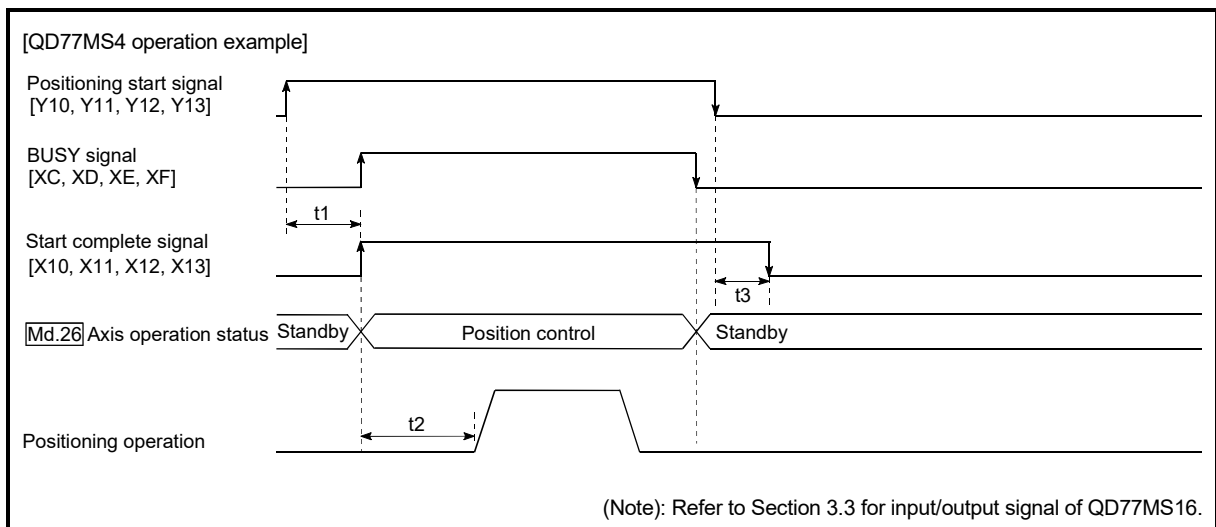 [QD77MS4 operation example]
Positioning start signal
[Y10, Y11, Y12, Y13]
BUSY signal
[XC, XD, XE, XF]
t1
Start complete signal
[X10, X11, X12, X13]
t3
Md.26 Axis operation status Standby Position control Standby
t2
Positioning operation
(Note): Refer to Section 3.3 for input/output signal of QD77MS16.